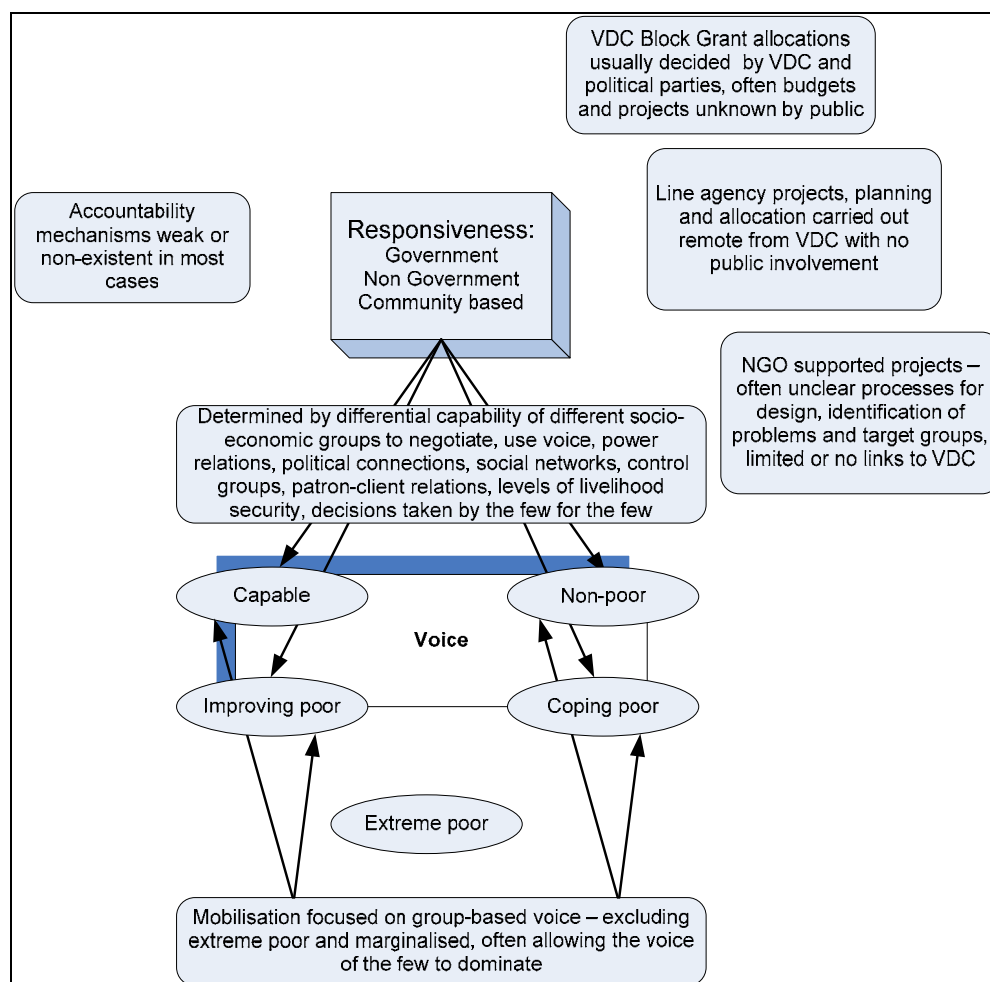 VDC Block Grant allocations
usually decided by VDC and
political parties, often budgets
and projects unknown by public
Line agency projects, planning
and allocation carried out
remote from VDC with no
public involvement
Accountability
mechanisms weak or
non-existent in most
cases
Responsiveness:
Government
Non Government
Community based
NGO supported projects –
often unclear processes for
design, identification of
problems and target groups,
limited or no links to VDC
Determined by differential capability of different socio-
economic groups to negotiate, use voice, power
relations, political connections, social networks, control
groups, patron-client relations, levels of livelihood
security, decisions taken by the few for the few
Capable
Non-poor
Voice
Improving poor
Coping poor
Extreme poor
Mobilisation focused on group-based voice – excluding
extreme poor and marginalised, often allowing the voice
of the few to dominate